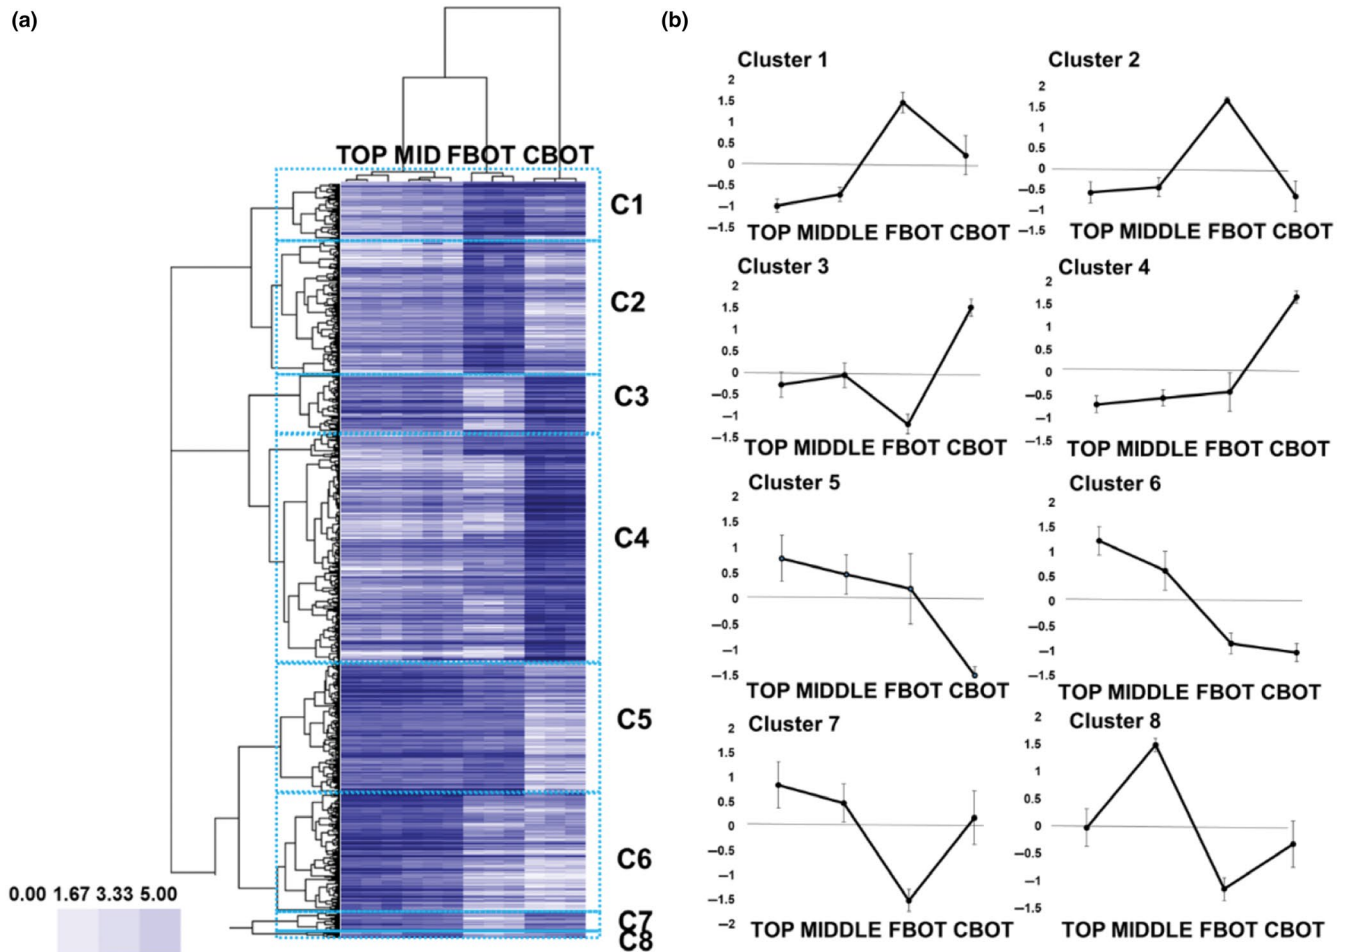 (a)
TOP MID FBOT CBOT
C1
C2
C3
C4
C5
C6
C7
C8
0.00 1.67 3.33 5.00
(b)
Cluster 1
2
1.5
1
0.5
0
−0.5
−1
−1.5
TOP MIDDLE FBOT CBOT
Cluster 2
2
1.5
1
0.5
0
−0.5
−1
−1.5
TOP MIDDLE FBOT CBOT
Cluster 3
2
1.5
1
0.5
0
−0.5
−1
−1.5
TOP MIDDLE FBOT CBOT
Cluster 4
2
1.5
1
0.5
0
−0.5
−1
−1.5
TOP MIDDLE FBOT CBOT
Cluster 5
2
1.5
1
0.5
0
−0.5
−1
−1.5
TOP MIDDLE FBOT CBOT
Cluster 6
2
1.5
1
0.5
0
−0.5
−1
−1.5
TOP MIDDLE FBOT CBOT
Cluster 7
2
1.5
1
0.5
0
−0.5
−1
−1.5
−2
TOP MIDDLE FBOT CBOT
Cluster 8
2
1.5
1
0.5
0
−0.5
−1
−1.5
TOP MIDDLE FBOT CBOT